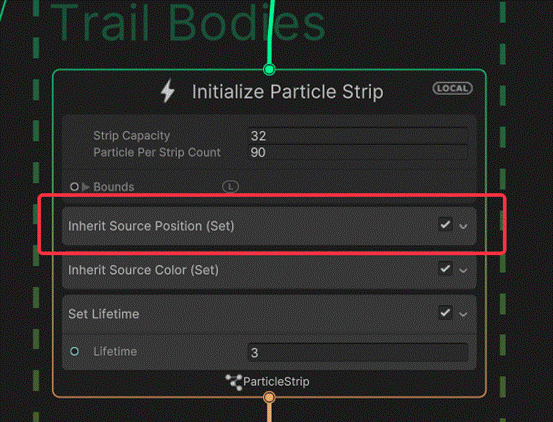 Trail Bodies
Initialize Particle Strip
LOCAL
Strip Capacity 32
Particle Per Strip Count 90
Bounds L
Inherit Source Position (Set)
Inherit Source Color (Set)
Set Lifetime
Lifetime 3
ParticleStrip